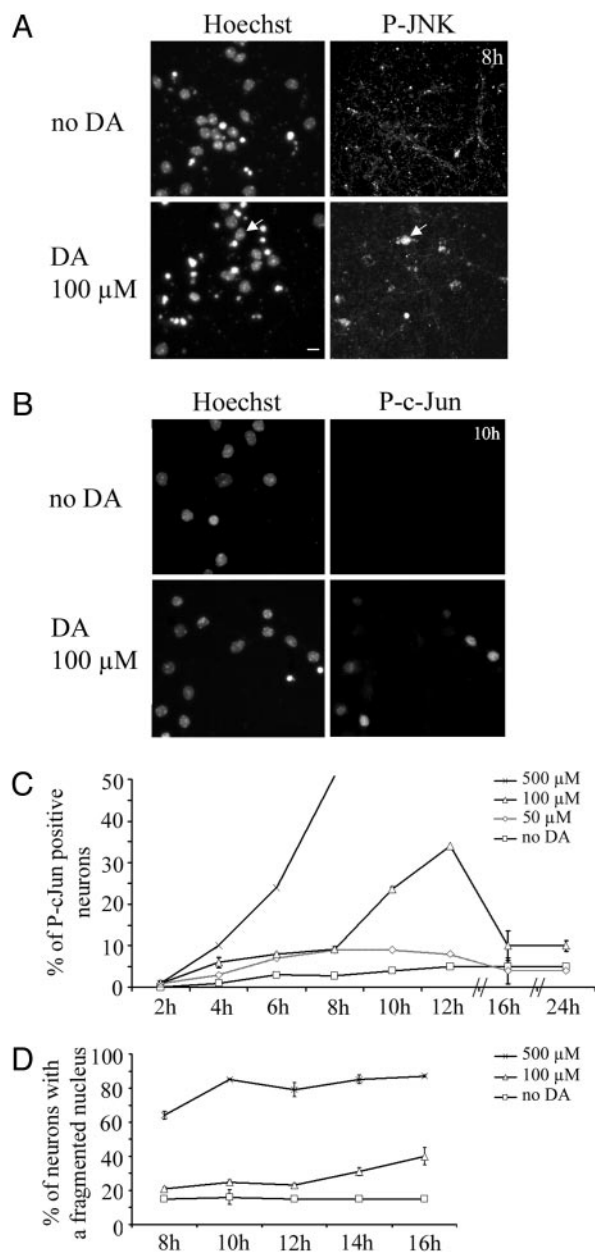 A
Hoechst P-JNK
8h
no DA
DA
100 µM
B
Hoechst P-c-Jun
10h
no DA
DA
100 µM
C
% of P-cJun positive
neurons
50
40
30
20
10
0
2h 4h 6h 8h 10h 12h 16h 24h
500 µM
100 µM
50 µM
no DA
D
% of neurons with
a fragmented nucleus
100
80
60
40
20
0
8h 10h 12h 14h 16h
500 µM
100 µM
no DA